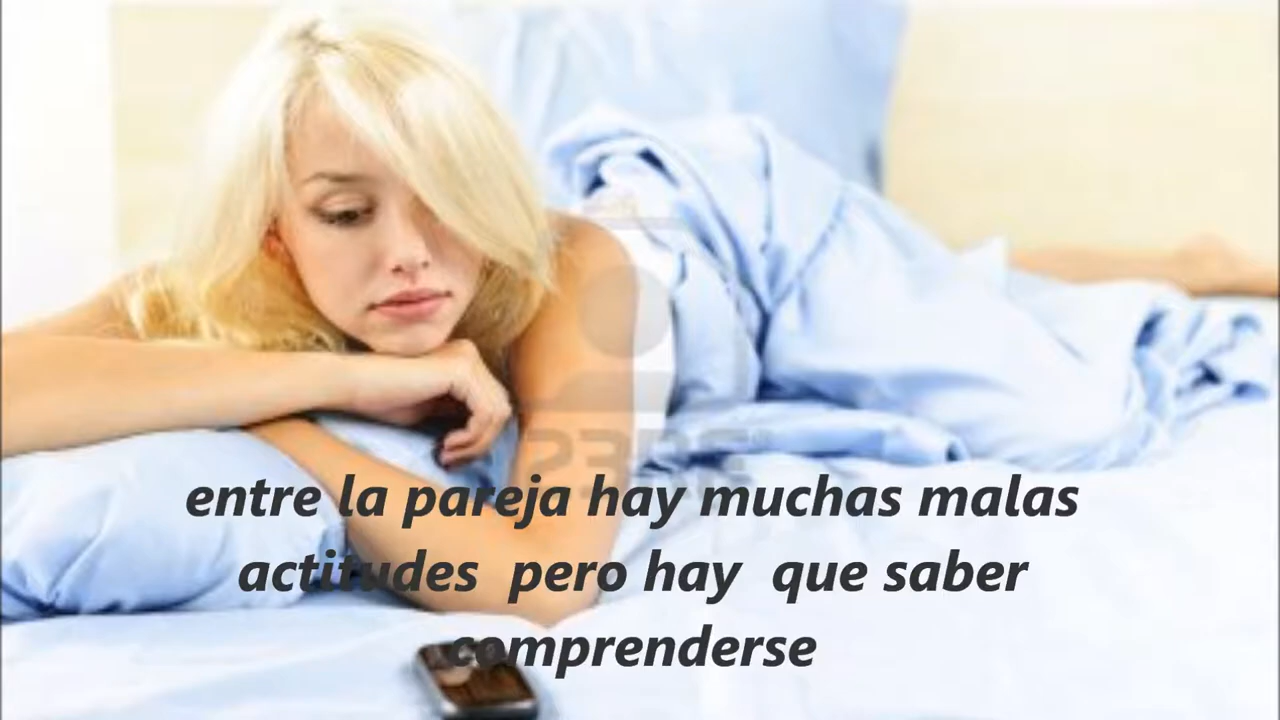 entre la pareja hay muchas malas
actitudes pero hay que saber
comprenderse